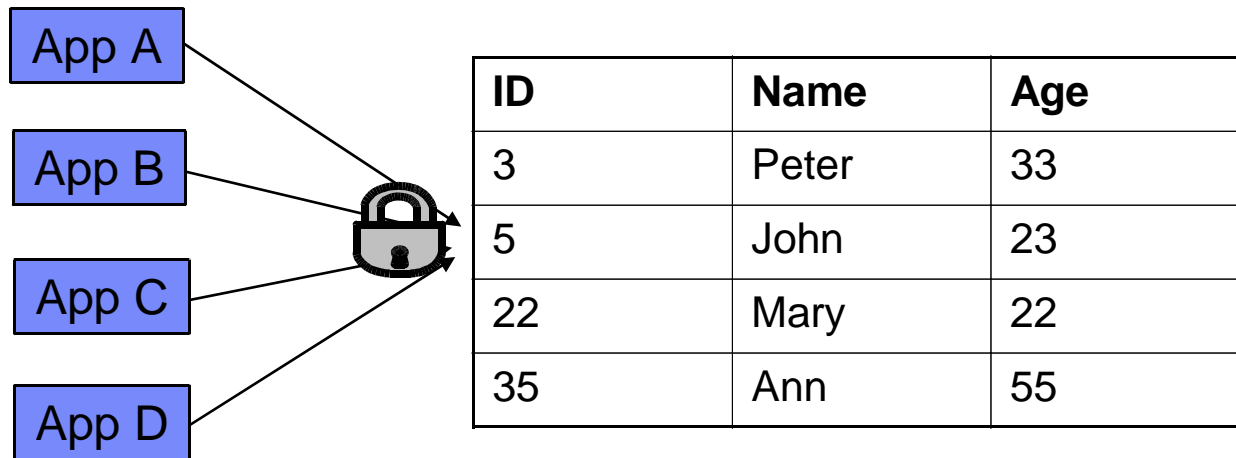 App A
App B
App C
App D
ID Name Age
3 Peter 33
5 John 23
22 Mary 22
35 Ann 55